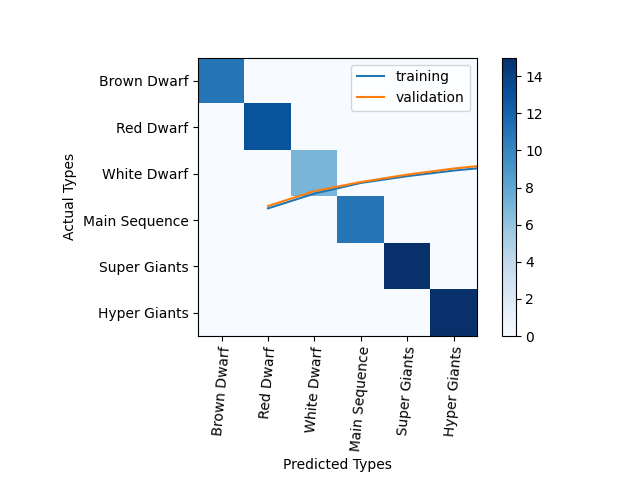 training
validation
Brown Dwarf
Red Dwarf
White Dwarf
Main Sequence
Super Giants
Hyper Giants
Actual Types
Brown Dwarf
Red Dwarf
White Dwarf
Main Sequence
Super Giants
Hyper Giants
Predicted Types
14
12
10
8
6
4
2
0